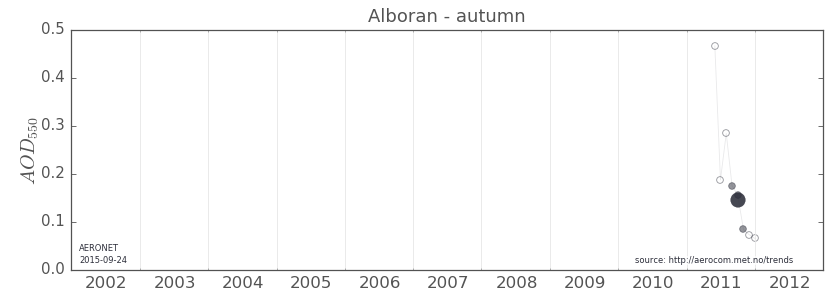 Alboran - autumn
0.5
0.4
0.3
0.2
0.1
0.0
AOD550
AERONET
2015-09-24
source: http://aerocom.met.no/trends
2002 2003 2004 2005 2006 2007 2008 2009 2010 2011 2012